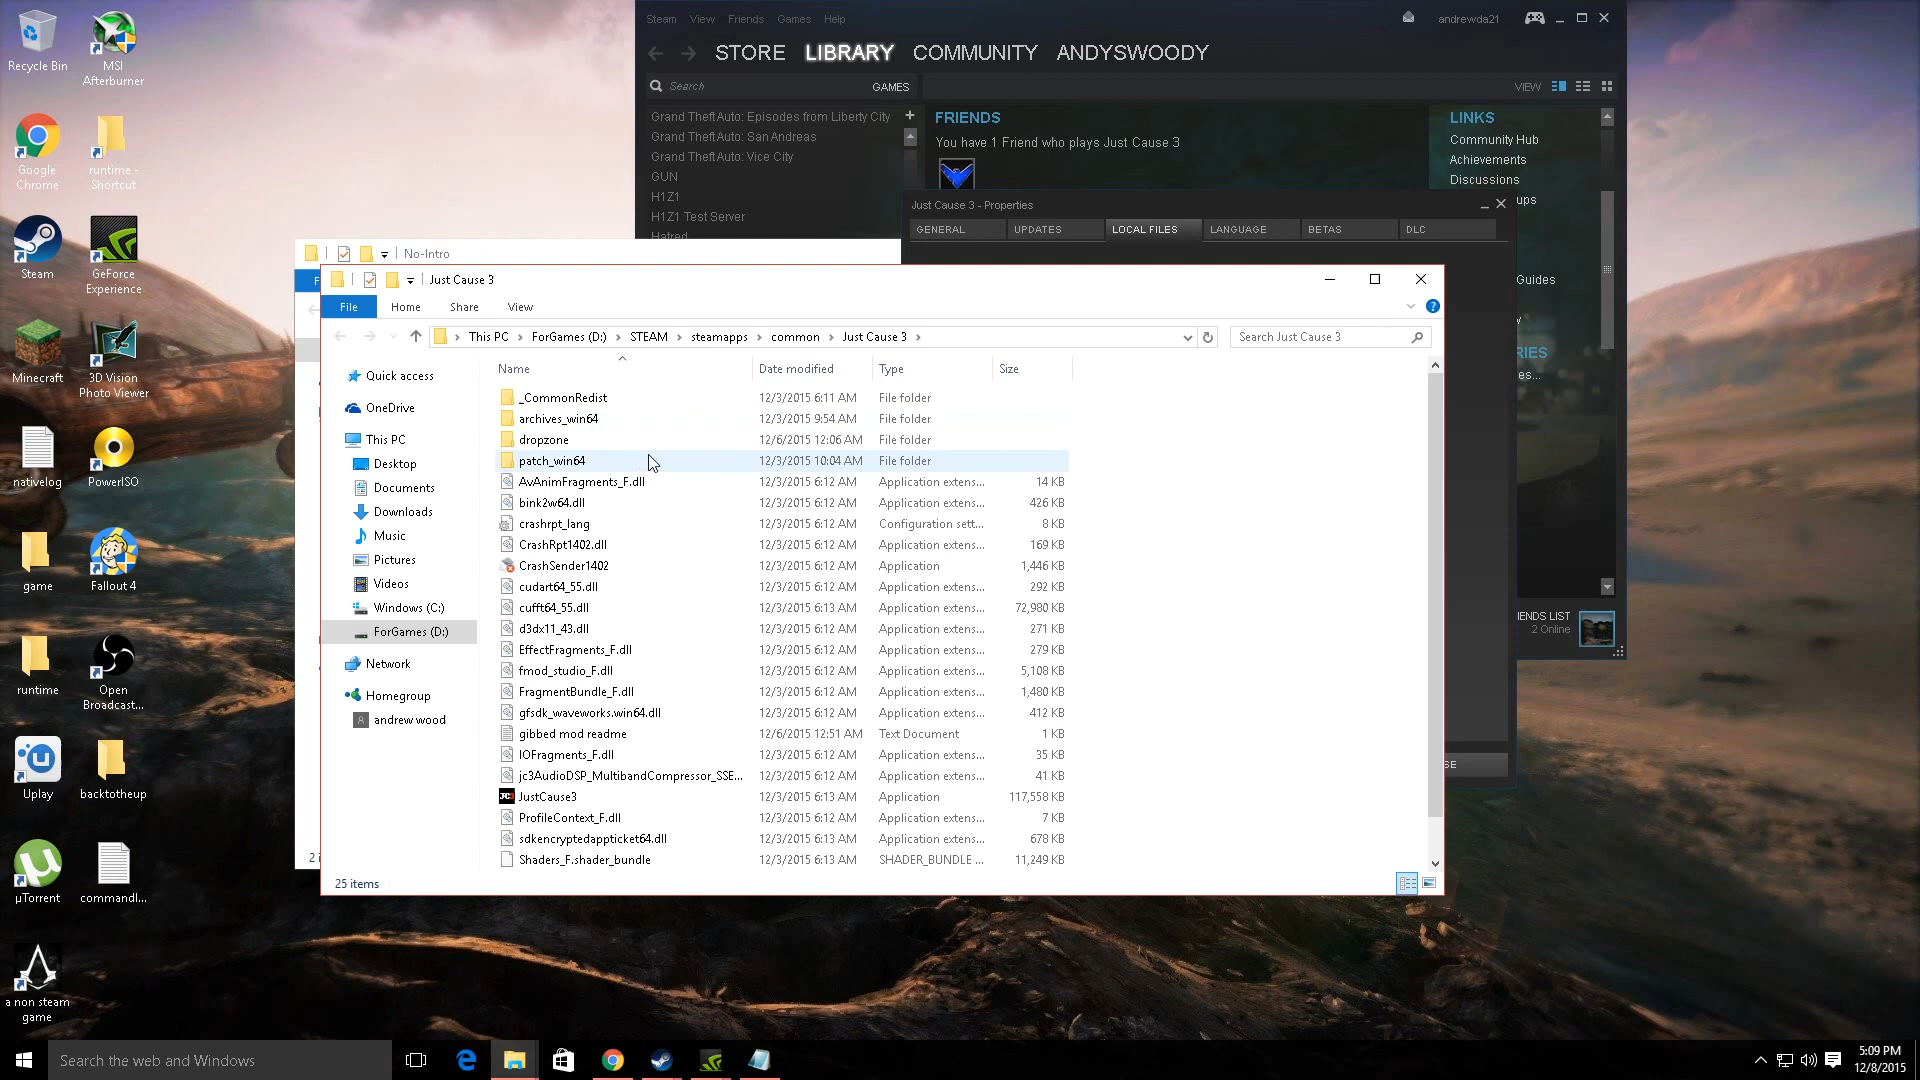 Recycle Bin
MSI
Afterburner
Google
Chrome
runtime -
Shortcut
Steam
GeForce
Experience
Minecraft
3D Vision
Photo Viewer
nativelog
PowerISO
game
Fallout 4
runtime
Open
Broadcast...
Uplay
backtotheup
µTorrent
commandl...
a non steam
game
Steam View Friends Games Help
andrewda21
STORE LIBRARY COMMUNITY ANDYSWOODY
Search
GAMES
VIEW
Grand Theft Auto: Episodes from Liberty City
Grand Theft Auto: San Andreas
Grand Theft Auto: Vice City
GUN
H1Z1
H1Z1 Test Server
Hatred
FRIENDS
You have 1 Friend who plays Just Cause 3
LINKS
Community Hub
Achievements
Discussions
ups
Guides
y
RIES
es...
IENDS LIST
2 Online
Just Cause 3 - Properties
GENERAL UPDATES LOCAL FILES LANGUAGE BETAS DLC
SE
No-Intro
F
2 i
Just Cause 3
File Home Share View
This PC > ForGames (D:) > STEAM > steamapps > common > Just Cause 3 >
Search Just Cause 3
Quick access
OneDrive
This PC
Desktop
Documents
Downloads
Music
Pictures
Videos
Windows (C:)
ForGames (D:)
Network
Homegroup
andrew wood
Name Date modified Type Size
_CommonRedist 12/3/2015 6:11 AM File folder
archives_win64 12/3/2015 9:54 AM File folder
dropzone 12/6/2015 12:06 AM File folder
patch_win64 12/3/2015 10:04 AM File folder
AvAnimFragments_F.dll 12/3/2015 6:12 AM Application extens... 14 KB
bink2w64.dll 12/3/2015 6:12 AM Application extens... 426 KB
crashrpt_lang 12/3/2015 6:12 AM Configuration sett... 8 KB
CrashRpt1402.dll 12/3/2015 6:12 AM Application extens... 169 KB
CrashSender1402 12/3/2015 6:12 AM Application 1,446 KB
cudart64_55.dll 12/3/2015 6:12 AM Application extens... 292 KB
cufft64_55.dll 12/3/2015 6:13 AM Application extens... 72,980 KB
d3dx11_43.dll 12/3/2015 6:12 AM Application extens... 271 KB
EffectFragments_F.dll 12/3/2015 6:12 AM Application extens... 279 KB
fmod_studio_F.dll 12/3/2015 6:12 AM Application extens... 5,108 KB
FragmentBundle_F.dll 12/3/2015 6:12 AM Application extens... 1,480 KB
gfsdk_waveworks.win64.dll 12/3/2015 6:12 AM Application extens... 412 KB
gibbed mod readme 12/6/2015 12:51 AM Text Document 1 KB
IOFragments_F.dll 12/3/2015 6:12 AM Application extens... 35 KB
jc3AudioDSP_MultibandCompressor_SSE... 12/3/2015 6:12 AM Application extens... 41 KB
JustCause3 12/3/2015 6:13 AM Application 117,558 KB
ProfileContext_F.dll 12/3/2015 6:12 AM Application extens... 7 KB
sdkencryptedappticket64.dll 12/3/2015 6:13 AM Application extens... 678 KB
Shaders_F.shader_bundle 12/3/2015 6:13 AM SHADER_BUNDLE ... 11,249 KB
25 items
Search the web and Windows
5:09 PM
12/8/2015